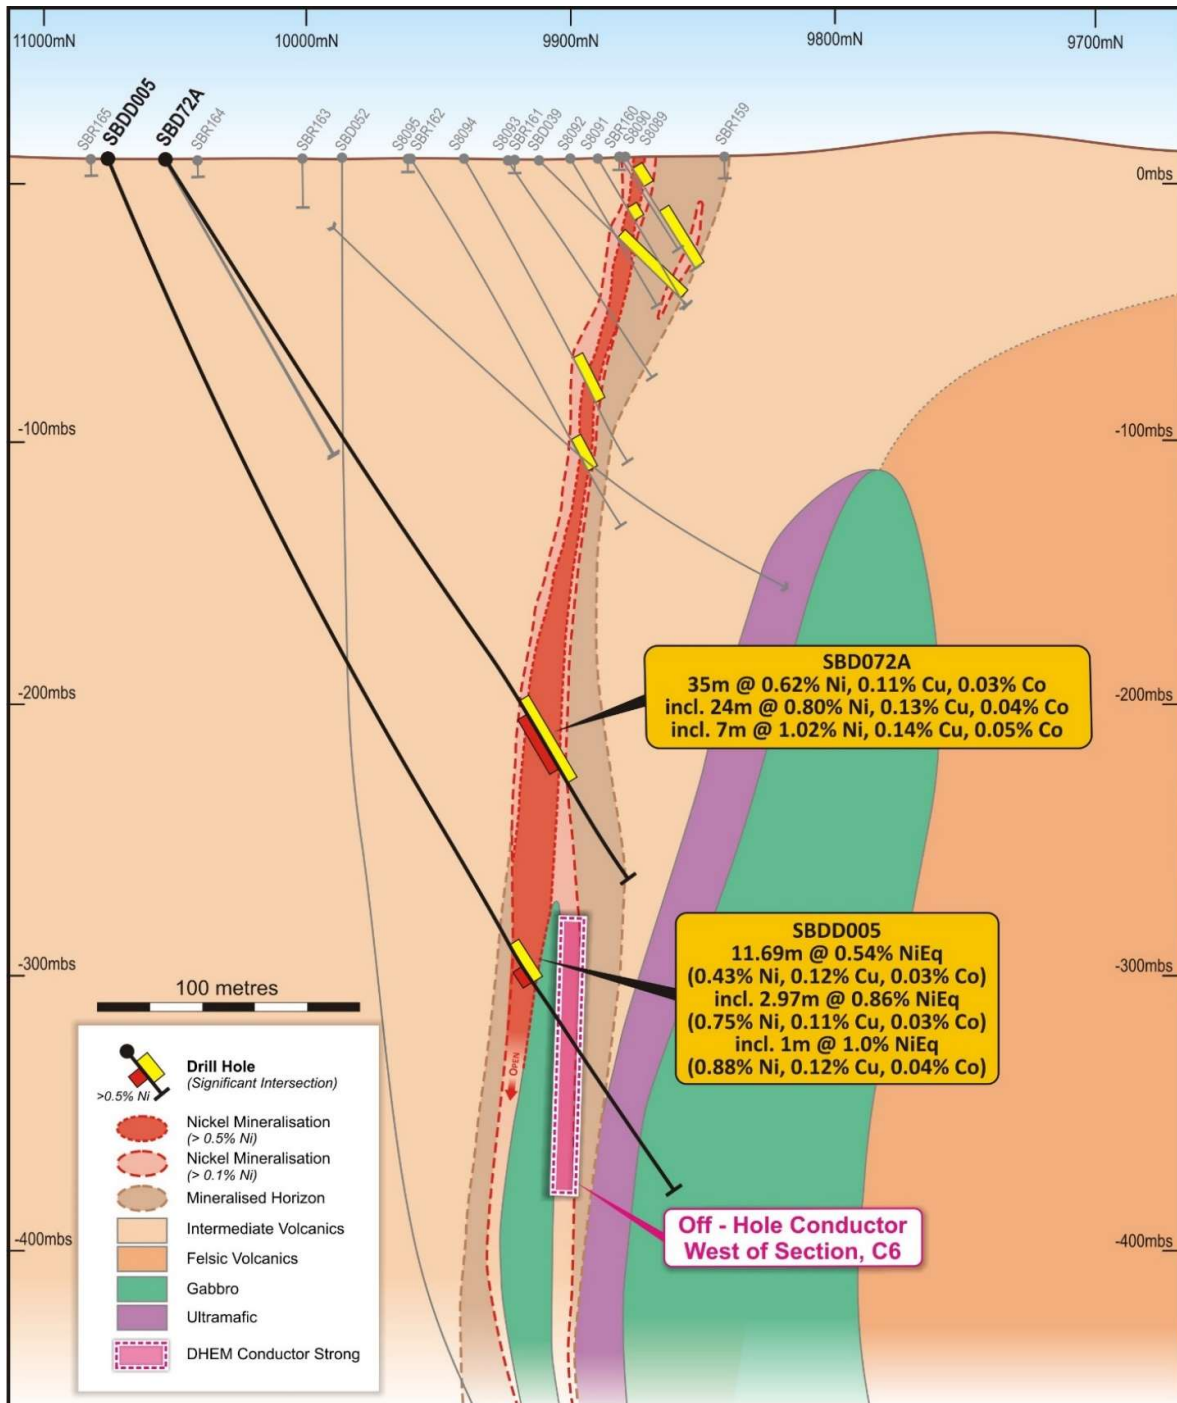 11000mN
10000mN
9900mN
9800mN
9700mN
SBR165
SBDD005
SBD72A
SBR164
SBR163
SBD052
S8095
SBR162
S8094
S8093
SBR161
SBD039
S8092
S8091
SBR160
S8090
S8089
SBR159
0mbs
-100mbs
-100mbs
SBD072A
35m @ 0.62% Ni, 0.11% Cu, 0.03% Co
incl. 24m @ 0.80% Ni, 0.13% Cu, 0.04% Co
incl. 7m @ 1.02% Ni, 0.14% Cu, 0.05% Co
-200mbs
-200mbs
SBDD005
11.69m @ 0.54% NiEq
(0.43% Ni, 0.12% Cu, 0.03% Co)
incl. 2.97m @ 0.86% NiEq
(0.75% Ni, 0.11% Cu, 0.03% Co)
incl. 1m @ 1.0% NiEq
(0.88% Ni, 0.12% Cu, 0.04% Co)
-300mbs
-300mbs
100 metres
OPEN
Drill Hole
(Significant Intersection)
>0.5% Ni
Nickel Mineralisation
(> 0.5% Ni)
Nickel Mineralisation
(> 0.1% Ni)
Mineralised Horizon
Intermediate Volcanics
Felsic Volcanics
Gabbro
Ultramafic
DHEM Conductor Strong
Off - Hole Conductor
West of Section, C6
-400mbs
-400mbs